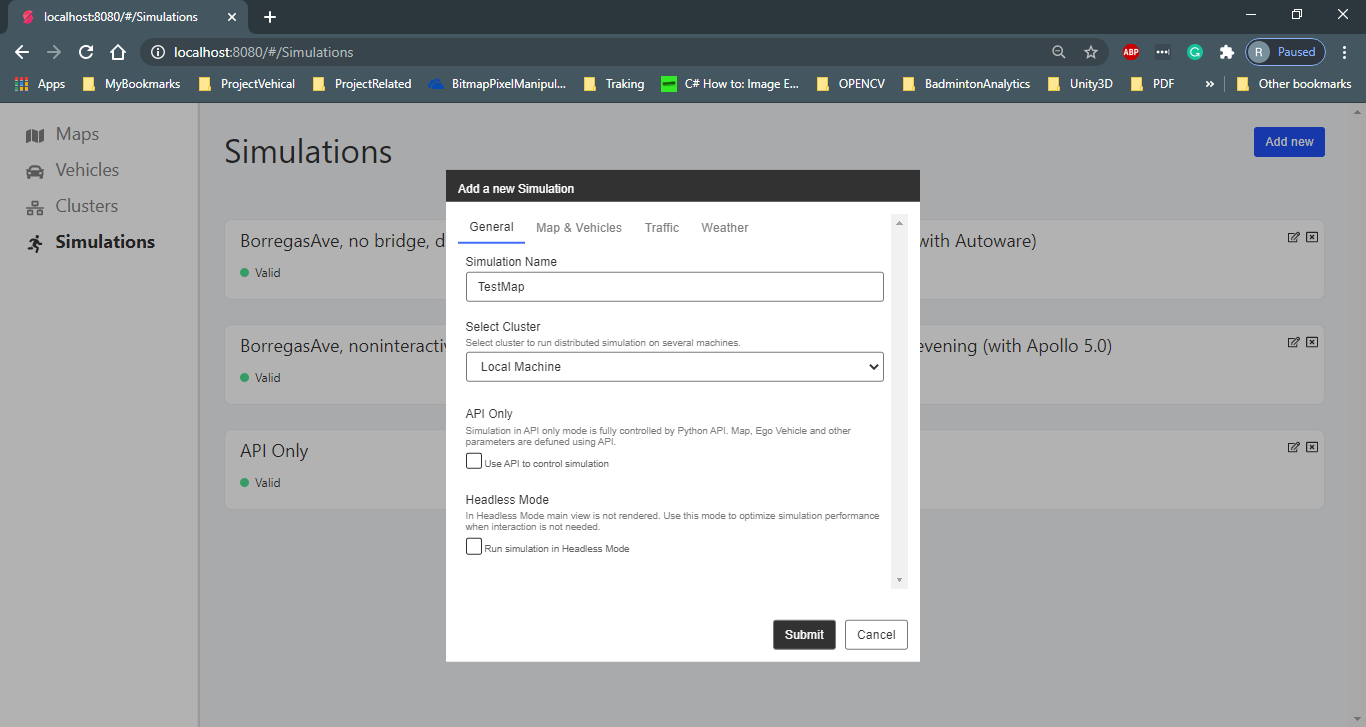 localhost:8080/#/Simulations
localhost:8080/#/Simulations
ABP
R Paused
Apps MyBookmarks ProjectVehical ProjectRelated BitmapPixelManipul... Traking C# How to: Image E... OPENCV BadmintonAnalytics Unity3D PDF » Other bookmarks
Maps
Vehicles
Clusters
Simulations
Simulations
Add new
BorregasAve, no bridge, d
with Autoware)
Valid
BorregasAve, noninteracti
evening (with Apollo 5.0)
Valid
API Only
Valid
Add a new Simulation
General Map & Vehicles Traffic Weather
Simulation Name
TestMap
Select Cluster
Select cluster to run distributed simulation on several machines.
Local Machine
API Only
Simulation in API only mode is fully controlled by Python API. Map, Ego Vehicle and other
parameters are defuned using API.
Use API to control simulation
Headless Mode
In Headless Mode main view is not rendered. Use this mode to optimize simulation performance
when interaction is not needed.
Run simulation in Headless Mode
Submit Cancel